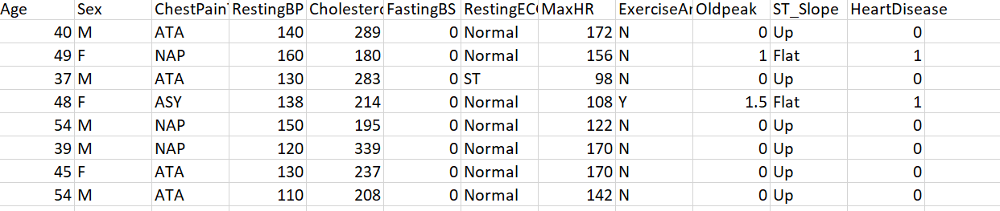 Age Sex ChestPainT RestingBP Cholestero FastingBS RestingECG MaxHR ExerciseAn Oldpeak ST_Slope HeartDisease
40 M ATA 140 289 0 Normal 172 N 0 Up 0
49 F NAP 160 180 0 Normal 156 N 1 Flat 1
37 M ATA 130 283 0 ST 98 N 0 Up 0
48 F ASY 138 214 0 Normal 108 Y 1.5 Flat 1
54 M NAP 150 195 0 Normal 122 N 0 Up 0
39 M NAP 120 339 0 Normal 170 N 0 Up 0
45 F ATA 130 237 0 Normal 170 N 0 Up 0
54 M ATA 110 208 0 Normal 142 N 0 Up 0